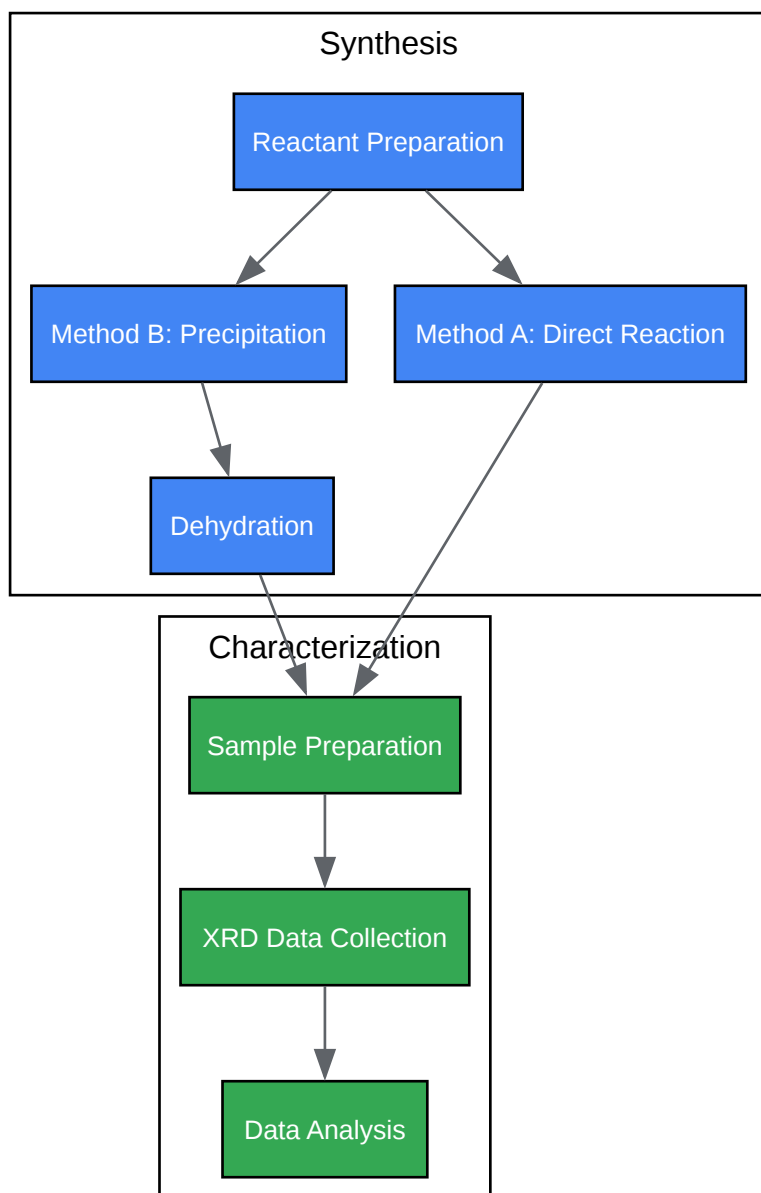 Synthesis
Reactant Preparation
Method B: Precipitation
Method A: Direct Reaction
Dehydration
Characterization
Sample Preparation
XRD Data Collection
Data Analysis